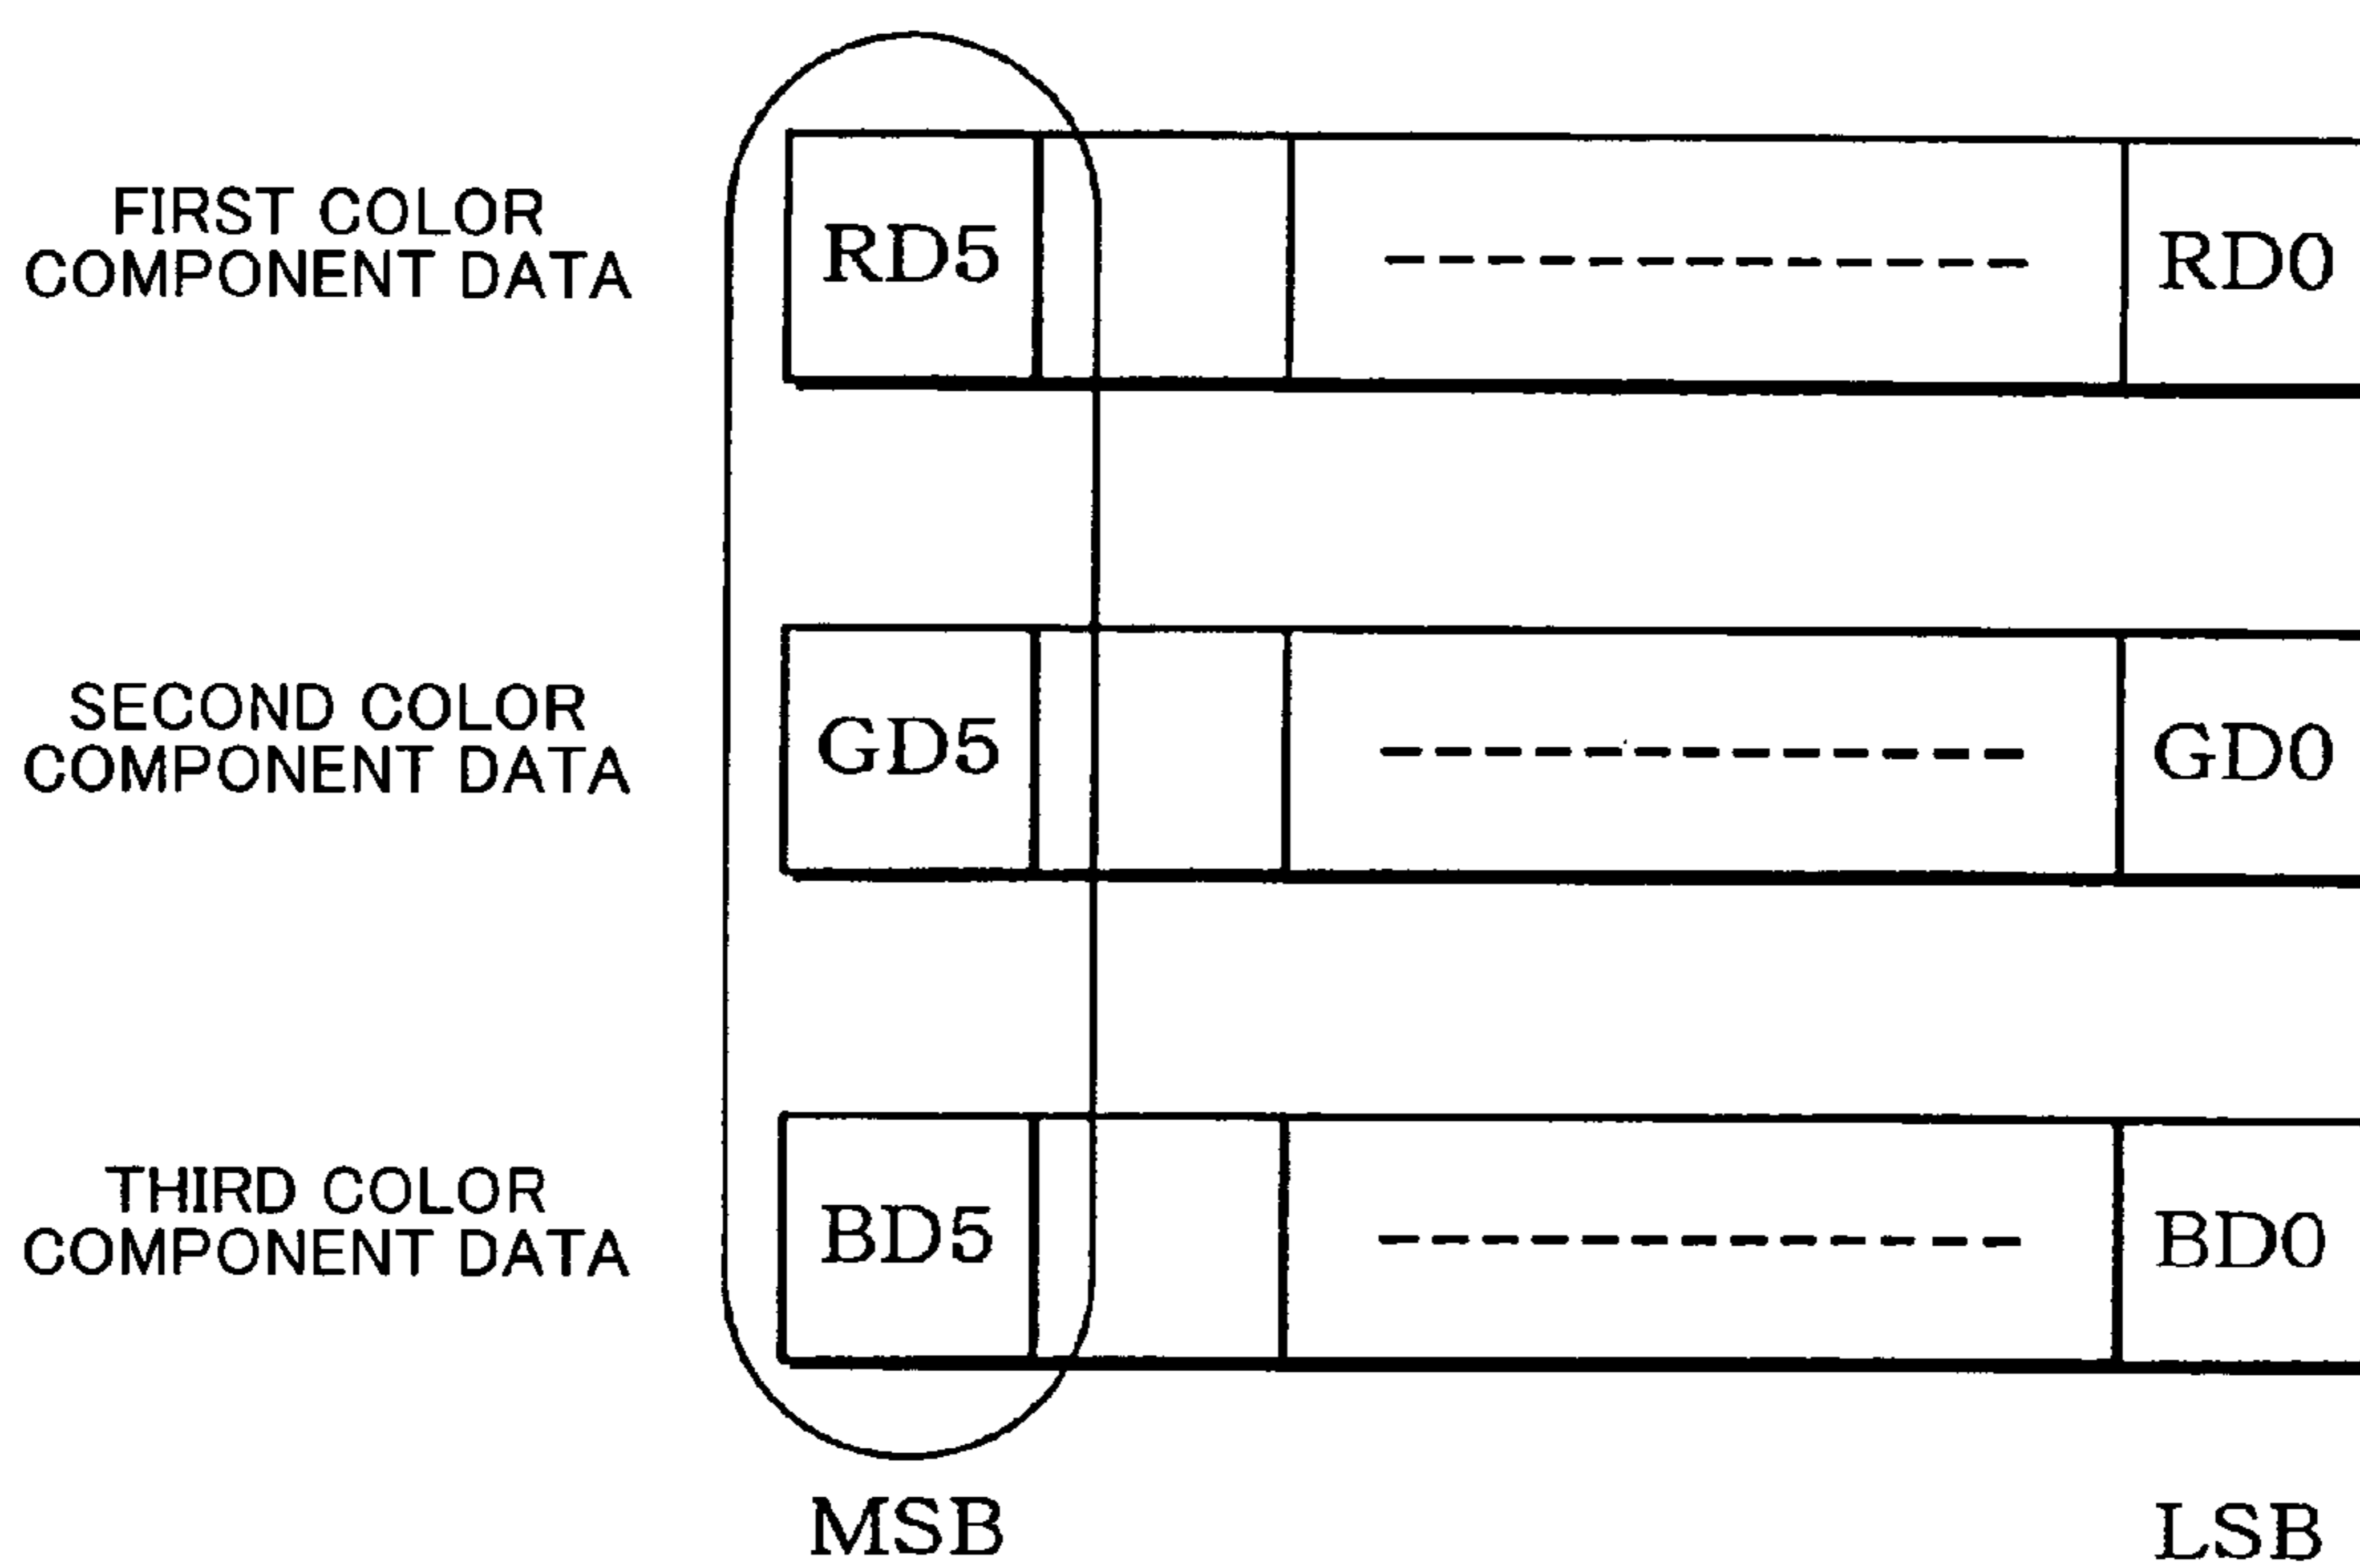 FIRST COLOR
COMPONENT DATA
RD5
RD0
SECOND COLOR
COMPONENT DATA
GD5
GD0
THIRD COLOR
COMPONENT DATA
BD5
BD0
MSB
LSB